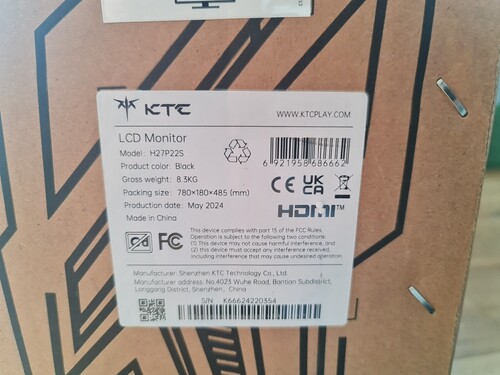 KTC
WWW.KTCPLAY.COM
LCD Monitor
Model: H27P22S
Product color: Black
Gross weight: 8.3KG
Packing size: 780×180×485 (mm)
Production date: May 2024
Made in China
6 921958 686662
CE UK CA
HDMI™
FC
This device complies with part 15 of the FCC Rules.
Operation is subject to the following two conditions:
(1) This device may not cause harmful interference, and
(2) this device must accept any interference received,
including interference that may cause undesired operation.
Manufacturer: Shenzhen KTC Technology Co., Ltd.
Manufacturer address: No.4023 Wuhe Road, Bantian Subdistrict,
Longgang District, Shenzhen, China
S/N K66624220354